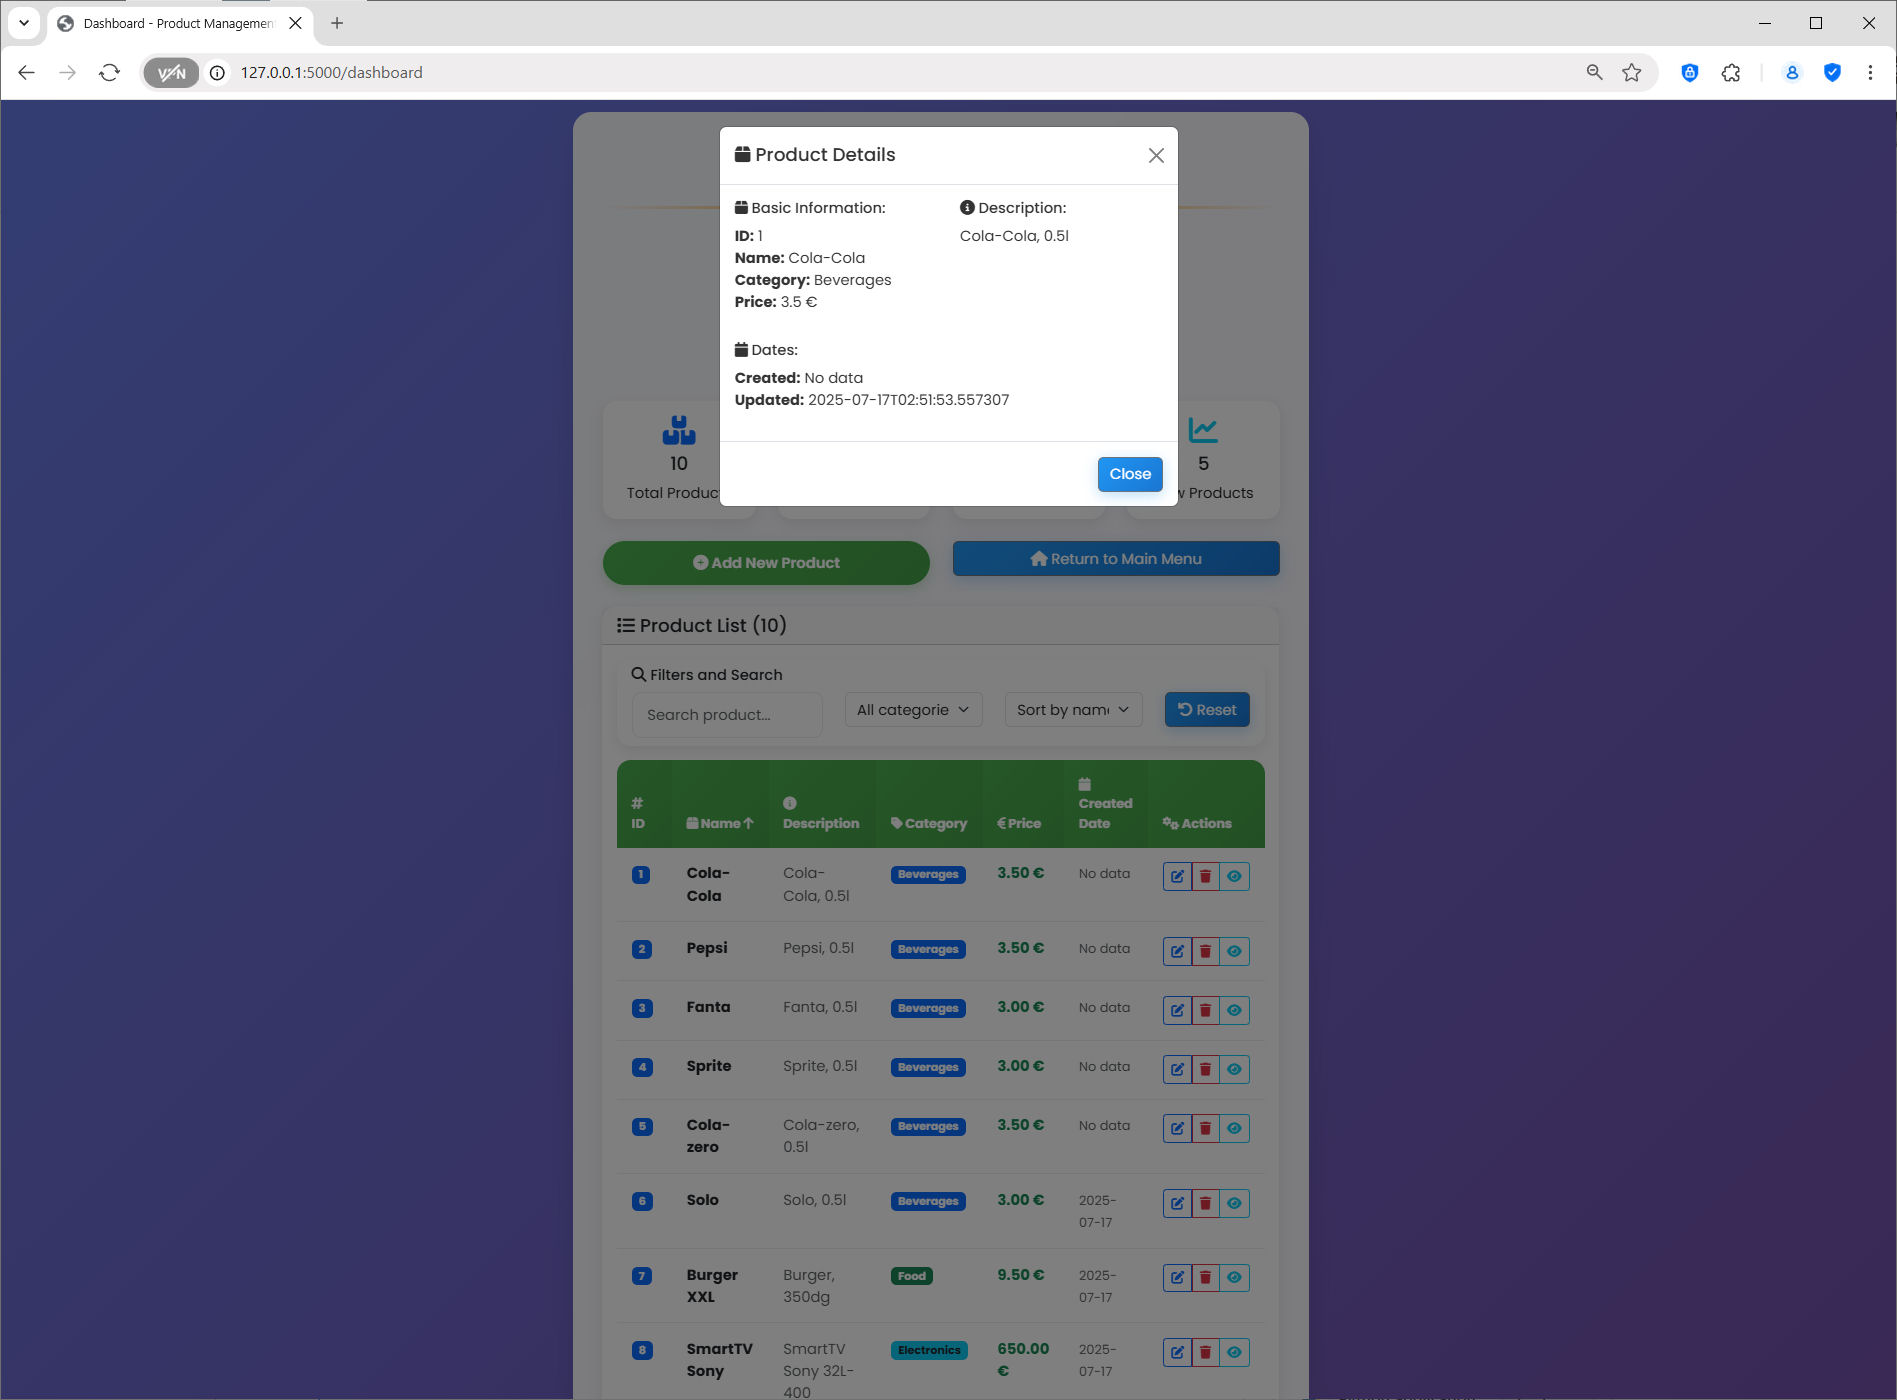 Dashboard - Product Managemen
VPN
127.0.0.1:5000/dashboard
Product Details
Basic Information:
ID: 1
Name: Cola-Cola
Category: Beverages
Price: 3.5 €
Description:
Cola-Cola, 0.5l
Dates:
Created: No data
Updated: 2025-07-17T02:51:53.557307
Close
10
Total Produc
5
w Products
Add New Product
Return to Main Menu
Product List (10)
Filters and Search
Search product...
All categorie
Sort by nam
Reset
# ID
Name
Description
Category
€ Price
Created Date
Actions
1 Cola-Cola Cola-Cola, 0.5l Beverages 3.50 € No data
2 Pepsi Pepsi, 0.5l Beverages 3.50 € No data
3 Fanta Fanta, 0.5l Beverages 3.00 € No data
4 Sprite Sprite, 0.5l Beverages 3.00 € No data
5 Cola-zero Cola-zero, 0.5l Beverages 3.50 € No data
6 Solo Solo, 0.5l Beverages 3.00 € 2025-07-17
7 Burger XXL Burger, 350dg Food 9.50 € 2025-07-17
8 SmartTV Sony SmartTV Sony 32L-400 Electronics 650.00 € 2025-07-17